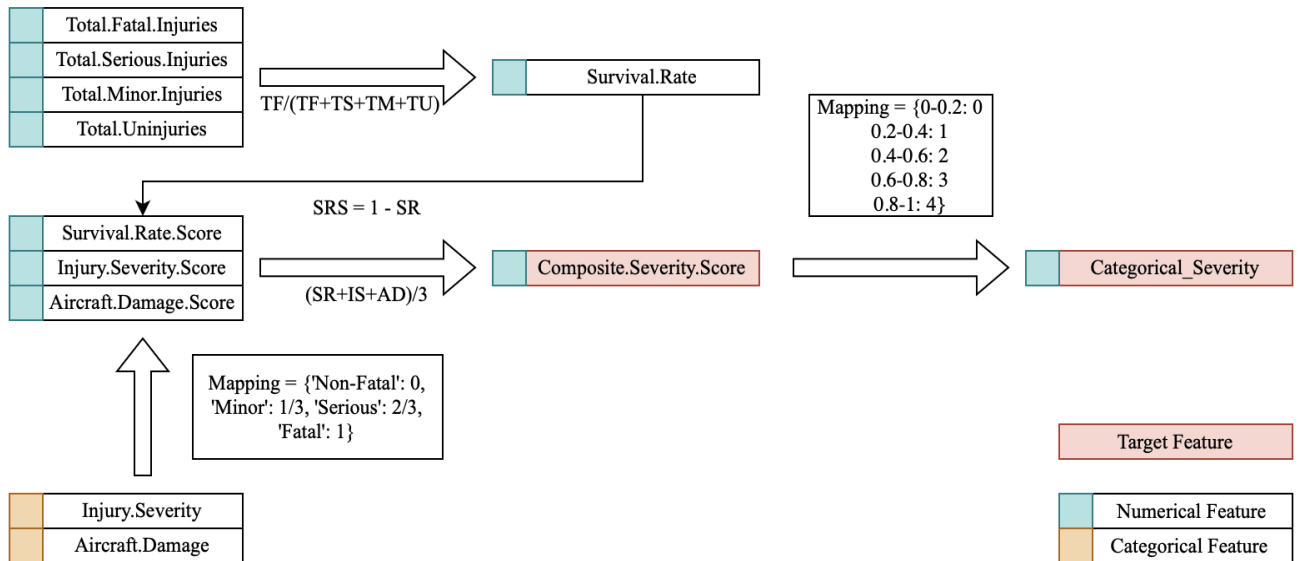 Total.Fatal.Injuries
Total.Serious.Injuries
Total.Minor.Injuries
Total.Uninjuries
TF/(TF+TS+TM+TU)
Survival.Rate
Mapping = {0-0.2: 0
0.2-0.4: 1
0.4-0.6: 2
0.6-0.8: 3
0.8-1: 4}
SRS = 1 - SR
Survival.Rate.Score
Injury.Severity.Score
Aircraft.Damage.Score
(SR+IS+AD)/3
Composite.Severity.Score
Categorical_Severity
Mapping = {'Non-Fatal': 0,
'Minor': 1/3, 'Serious': 2/3,
'Fatal': 1}
Injury.Severity
Aircraft.Damage
Target Feature
Numerical Feature
Categorical Feature